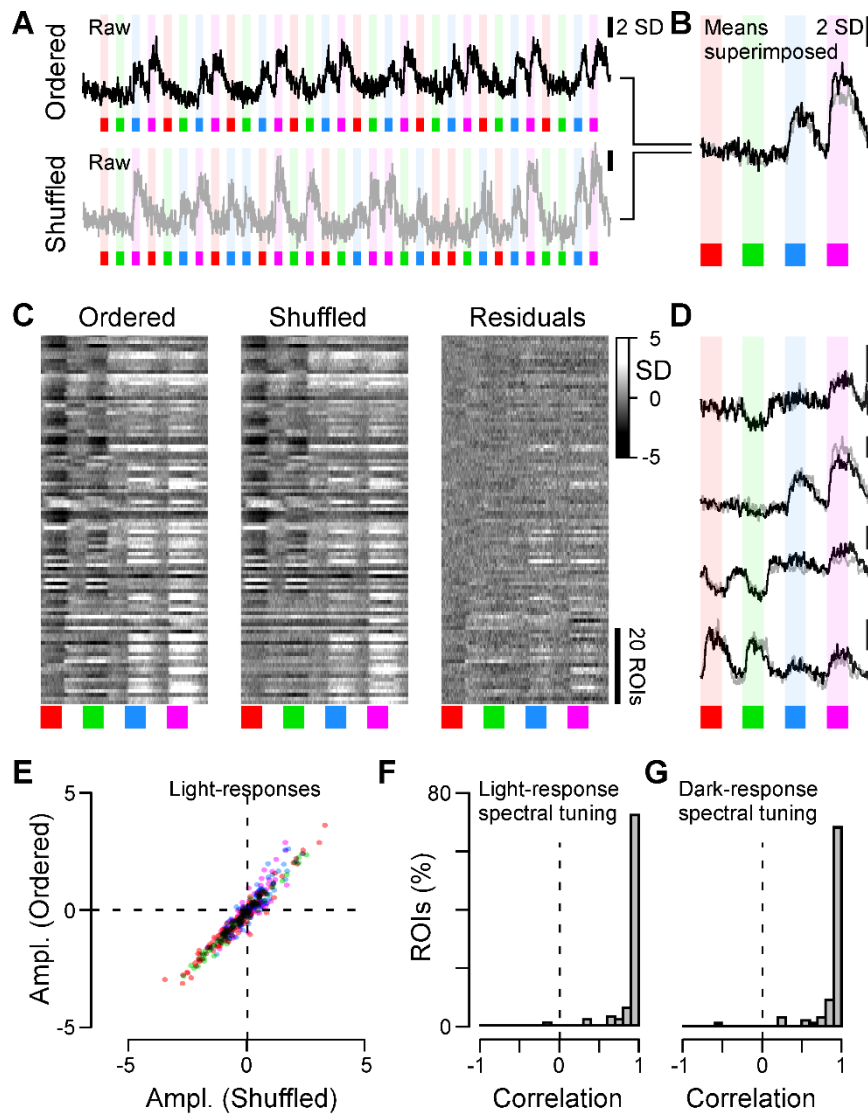 A
Ordered
Raw
2 SD
Shuffled
Raw
B
Means
superimposed
2 SD
C
Ordered
Shuffled
Residuals
5
SD
0
-5
20 ROIs
D
E
Light-responses
5
0
-5
Ampl. (Ordered)
-5
0
5
Ampl. (Shuffled)
F
Light-response
spectral tuning
80
0
ROIs (%)
-1
0
1
Correlation
G
Dark-response
spectral tuning
-1
0
1
Correlation